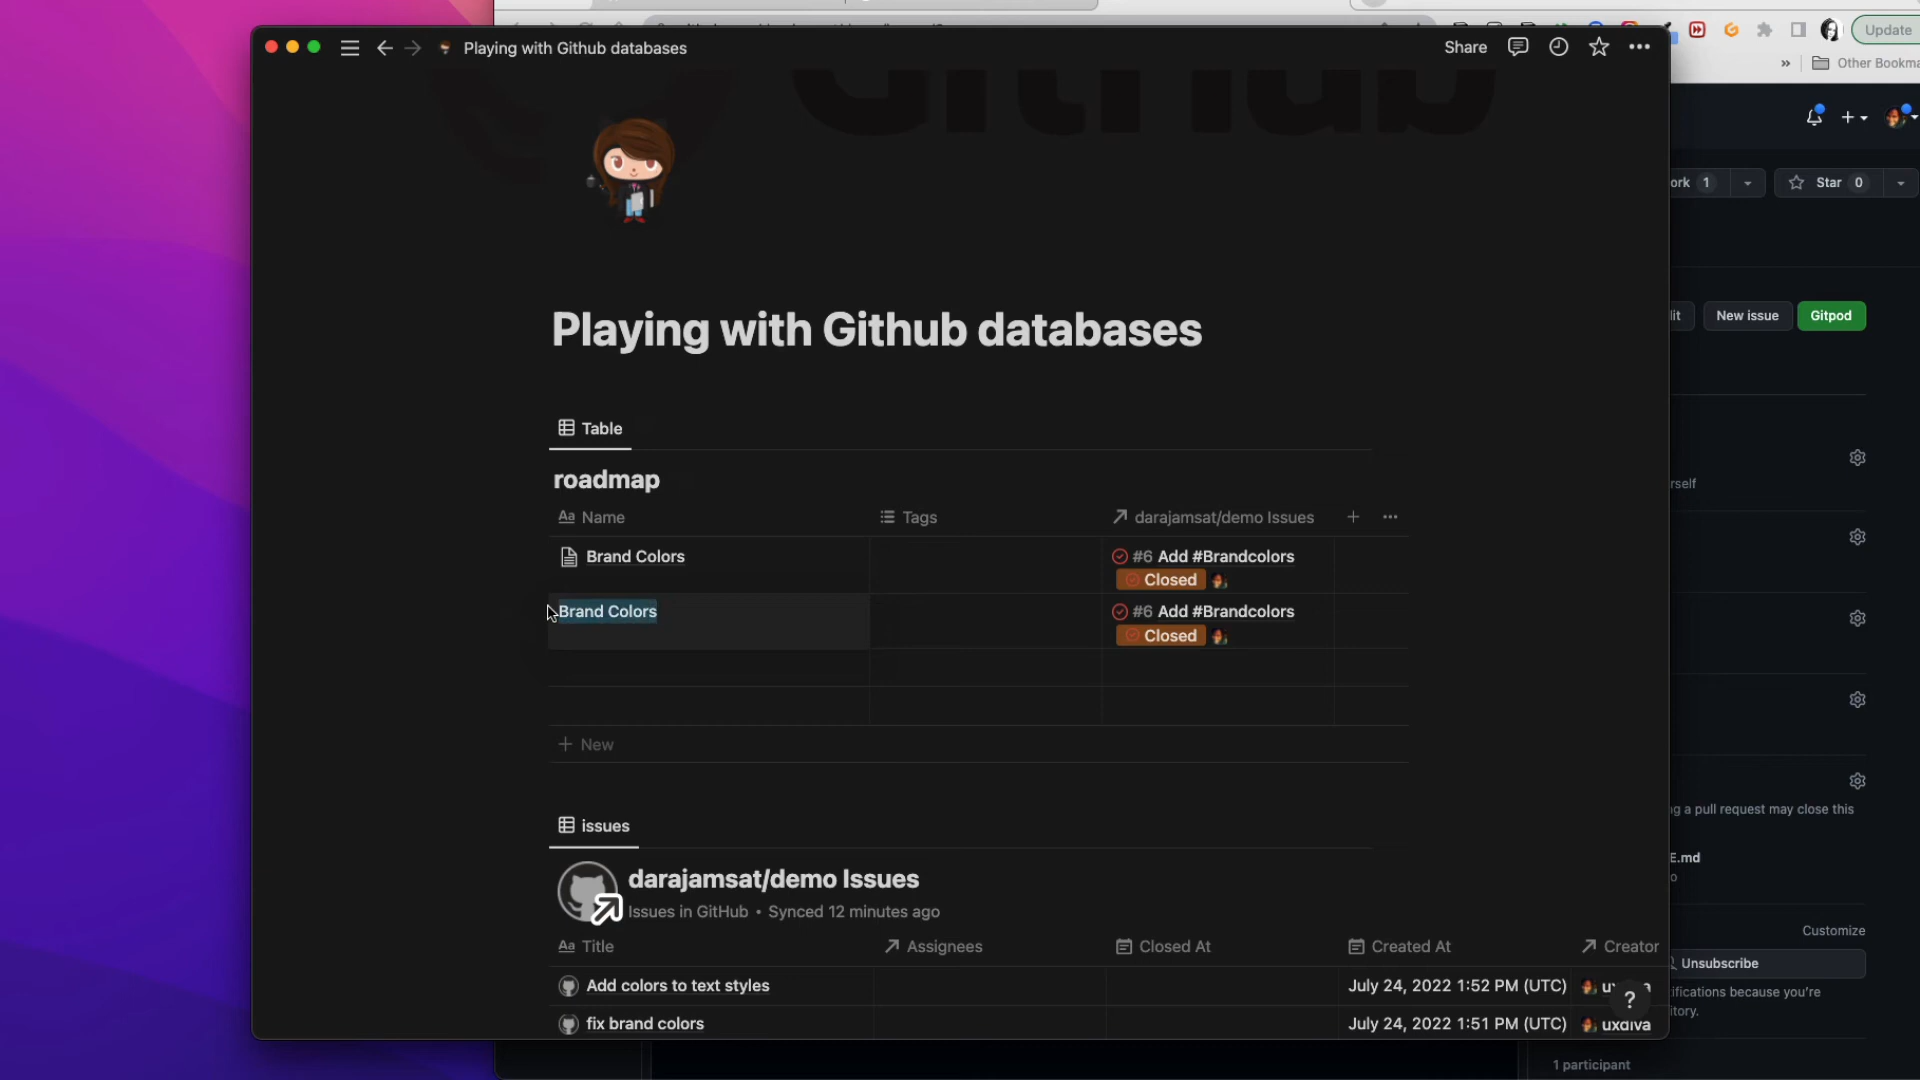 Playing with Github databases
Share
Update
Other Bookma
GitHub
ork 1
Star 0
Playing with Github databases
New issue
Gitpod
Table
roadmap
Name
Tags
darajamsat/demo Issues
Brand Colors
#6 Add #Brandcolors
Closed
Brand Colors
#6 Add #Brandcolors
Closed
+ New
rself
g a pull request may close this
E.md
issues
darajamsat/demo Issues
Issues in GitHub • Synced 12 minutes ago
Aa Title
Assignees
Closed At
Created At
Creator
Add colors to text styles
July 24, 2022 1:52 PM (UTC)
fix brand colors
July 24, 2022 1:51 PM (UTC)
uxdiva
?
Customize
Unsubscribe
ifications because you're
itory.
1 participant